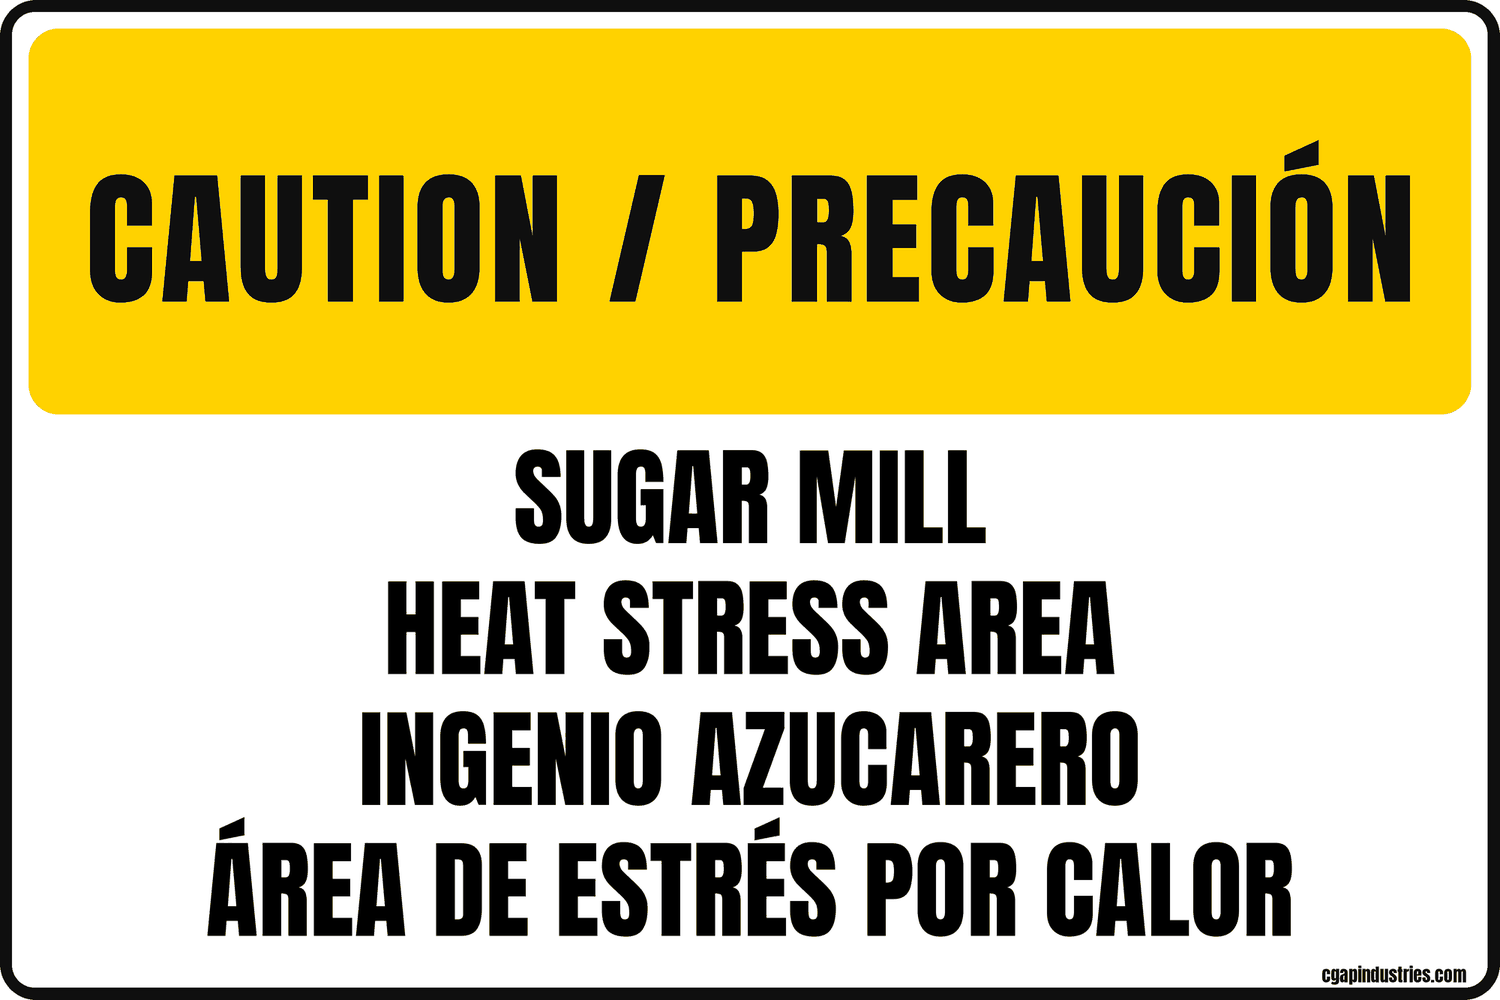 CAUTION / PRECAUCIÓN
SUGAR MILL
HEAT STRESS AREA
INGENIO AZUCARERO
ÁREA DE ESTRÉS POR CALOR
cgapindustries.com